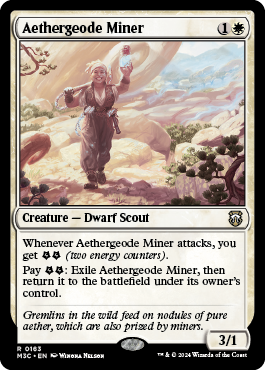 Aethergeode Miner 1
Creature — Dwarf Scout
Whenever Aethergeode Miner attacks, you
get (two energy counters).
Pay : Exile Aethergeode Miner, then
return it to the battlefield under its owner's
control.
Gremlins in the wild feed on nodules of pure
aether, which are also prized by miners.
3/1
R 0163
M3C • EN Winona Nelson
™ & © 2024 Wizards of the Coast